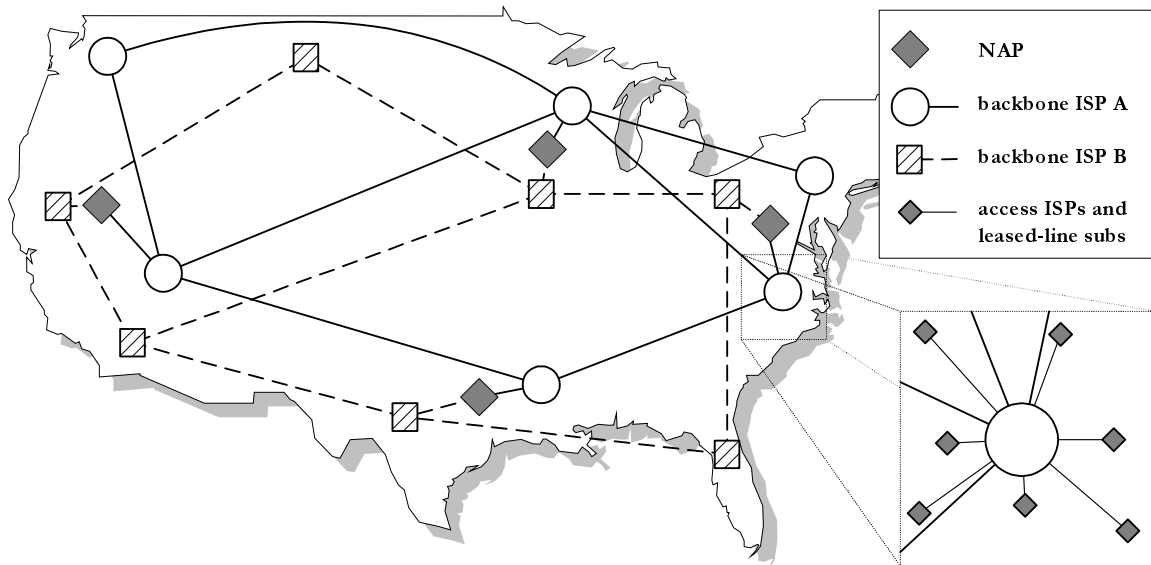 NAP
backbone ISP A
backbone ISP B
access ISPs and
leased-line subs